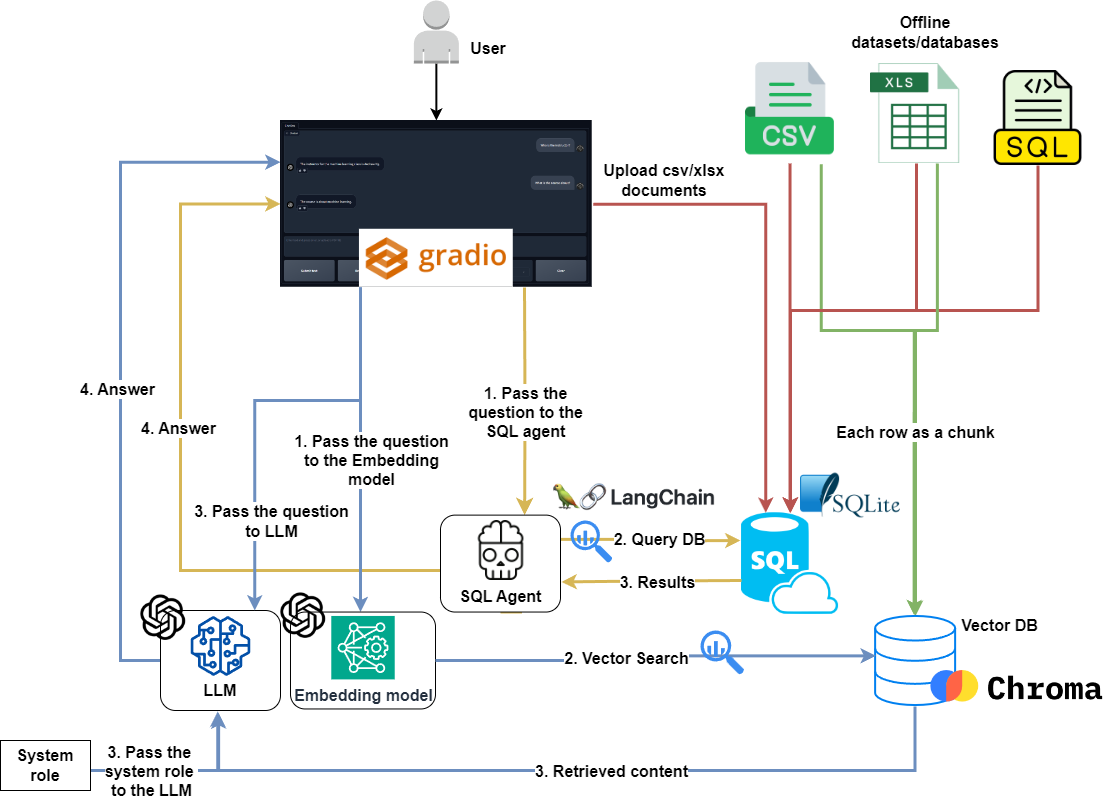 User
Offline
datasets/databases
CSV
XLS
</>
SQL
Upload csv/xlsx
documents
gradio
4. Answer
4. Answer
1. Pass the
question to the
SQL agent
1. Pass the question
to the Embedding
model
3. Pass the question
to LLM
Each row as a chunk
LangChain
SQLite
2. Query DB
SQL
3. Results
SQL Agent
Vector DB
LLM
Embedding model
2. Vector Search
Chroma
System
role
3. Pass the
system role
to the LLM
3. Retrieved content